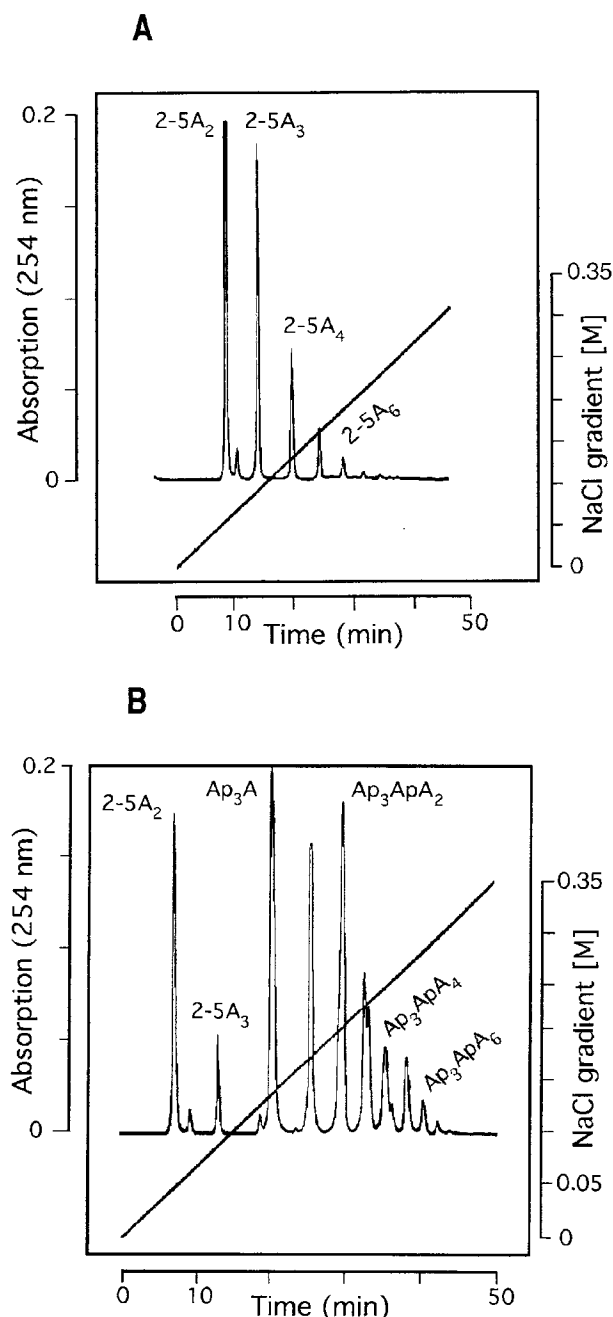 A
0.2
2-5A₂
2-5A₃
2-5A₄
2-5A₆
0
Absorption (254 nm)
0.35
0
NaCl gradient [M]
0
10
50
Time (min)
B
0.2
2-5A₂
Ap₃A
Ap₃ApA₂
2-5A₃
Ap₃ApA₄
Ap₃ApA₆
0
Absorption (254 nm)
0.35
0.05
0
NaCl gradient [M]
0
10
50
Time (min)